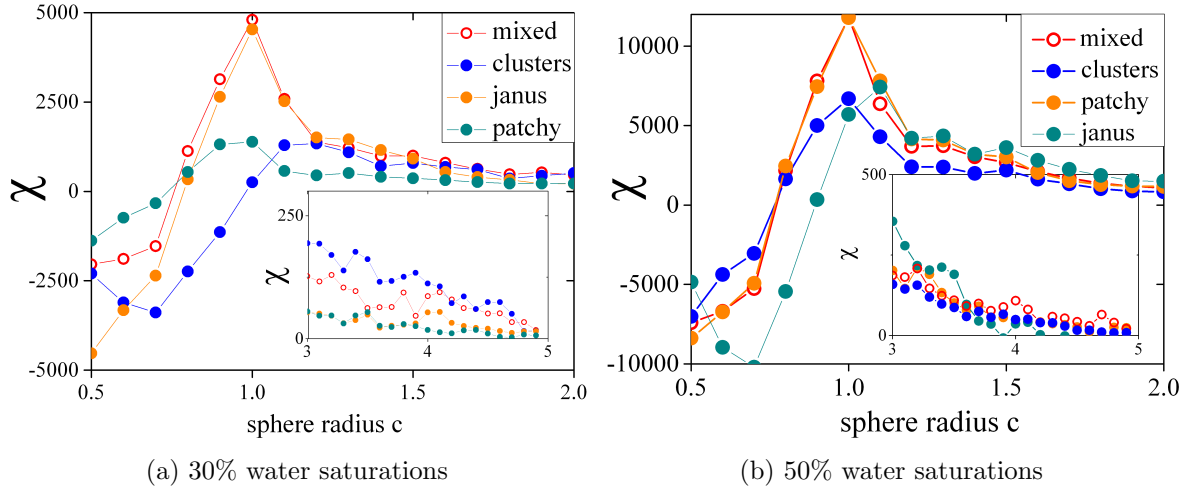 5000
2500
0
-2500
-5000
χ
0.5
1.0
1.5
2.0
sphere radius c
mixed
clusters
janus
patchy
250
0
χ
3
4
5
(a) 30% water saturations
10000
5000
0
-5000
-10000
χ
0.5
1.0
1.5
2.0
sphere radius c
mixed
clusters
patchy
janus
500
0
χ
3
4
5
(b) 50% water saturations